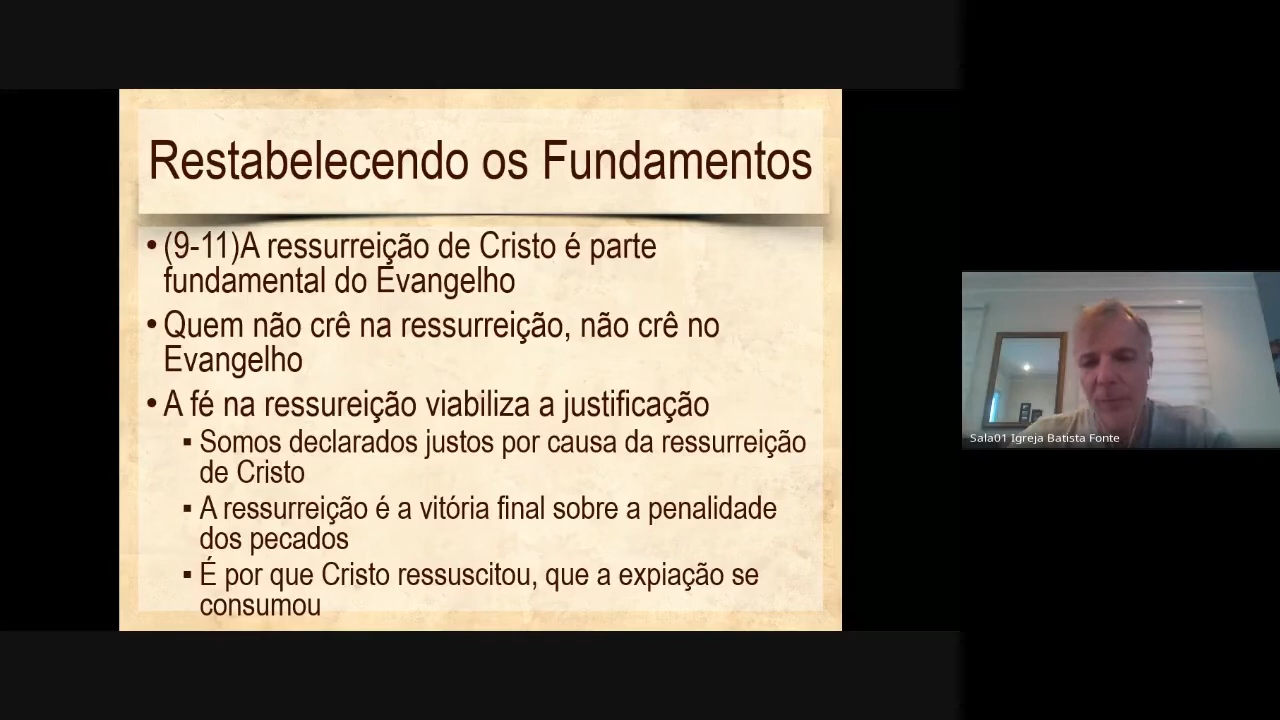 Restabelecendo os Fundamentos
•(9-11)A ressurreição de Cristo é parte
fundamental do Evangelho
•Quem não crê na ressurreição, não crê no
Evangelho
•A fé na ressureição viabiliza a justificação
▪Somos declarados justos por causa da ressurreição
de Cristo
▪A ressurreição é a vitória final sobre a penalidade
dos pecados
▪É por que Cristo ressuscitou, que a expiação se
consumou
Sala01 Igreja Batista Fonte